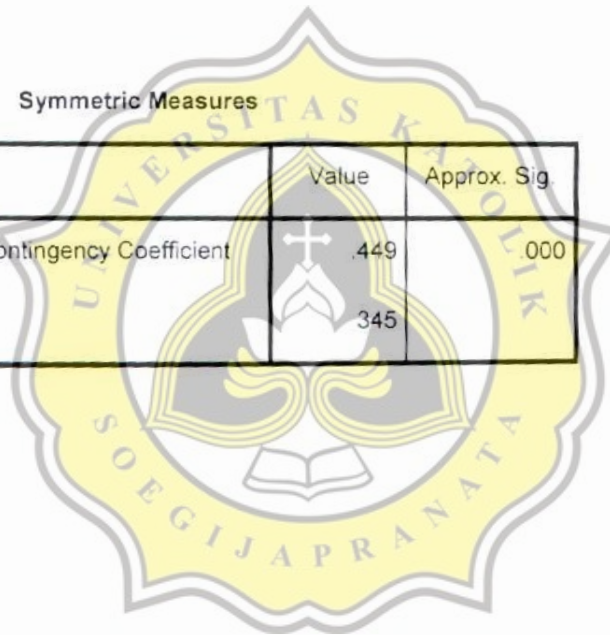 Symmetric Measures
Value Approx. Sig.
ontingency Coefficient .449 .000
345
UNIVERSITAS KATOLIK
SOEGIJAPRANATA